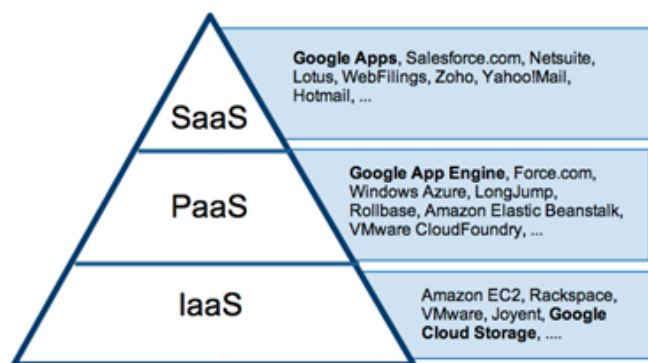 SaaS
Google Apps, Salesforce.com, Netsuite,
Lotus, WebFilings, Zoho, Yahoo!Mail,
Hotmail, ...
PaaS
Google App Engine, Force.com,
Windows Azure, LongJump,
Rollbase, Amazon Elastic Beanstalk,
VMware CloudFoundry, ...
IaaS
Amazon EC2, Rackspace,
VMware, Joyent, Google
Cloud Storage, ....